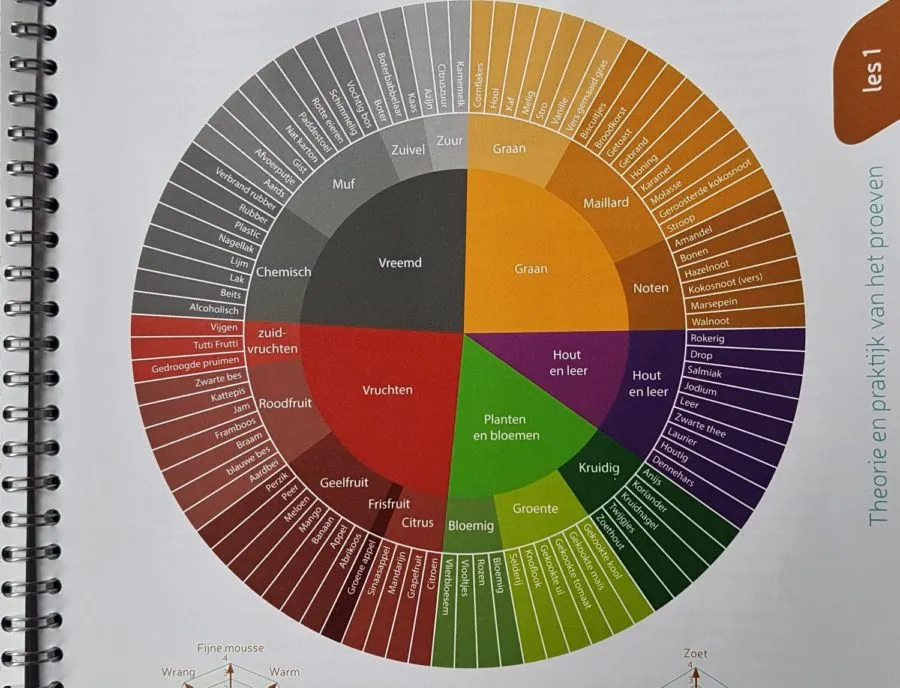 les 1
Theorie en praktijk van het proeven
Vreemd
Graan
Hout
en leer
Planten
en bloemen
Vruchten
Graan
Maillard
Noten
Hout
en leer
Kruidig
Groente
Bloemig
Citrus
Frisfruit
Geelfruit
Roodfruit
zuid-
vruchten
Chemisch
Muf
Zuivel
Zuur
Cornflakes
Hooi
Kaf
Melig
Stro
Vanille
Vers gemaaid gras
Biscuitjes
Broodkorst
Getoast
Gebrand
Honing
Karamel
Molasse
Geroosterde kokosnoot
Stroop
Amandel
Bonen
Hazelnoot
Kokosnoot (vers)
Marsepein
Walnoot
Rokerig
Drop
Salmiak
Jodium
Leer
Zwarte thee
Laurier
Houtig
Dennehars
Anijs
Koriander
Kruidnagel
Twijgjes
Zoethout
Gekookte kool
Gekookte mais
Gekookte tomaat
Gekookte ui
Knoflook
Selderij
Bloemig
Rozen
Viooltjes
Vlierbloesem
Citroen
Grapefruit
Mandarijn
Sinaasappel
Groene appel
Abrikoos
Appel
Banaan
Mango
Meloen
Peer
Perzik
Aardbei
blauwe bes
Braam
Framboos
Jam
Kattepis
Zwarte bes
Gedroogde pruimen
Tutti Frutti
Vijgen
Alcoholisch
Beits
Lak
Lijm
Nagellak
Plastic
Rubber
Verbrand rubber
Aards
Afvoerputje
Gist
Nat karton
Paddestoel
Rotte eieren
Schimmelig
Vochtig bos
Boter
Boterbabbelaar
Kaas
Azijn
Citruszuur
Karnemelk
Fijne mousse
4
Wrang
Warm
Zoet
4
3